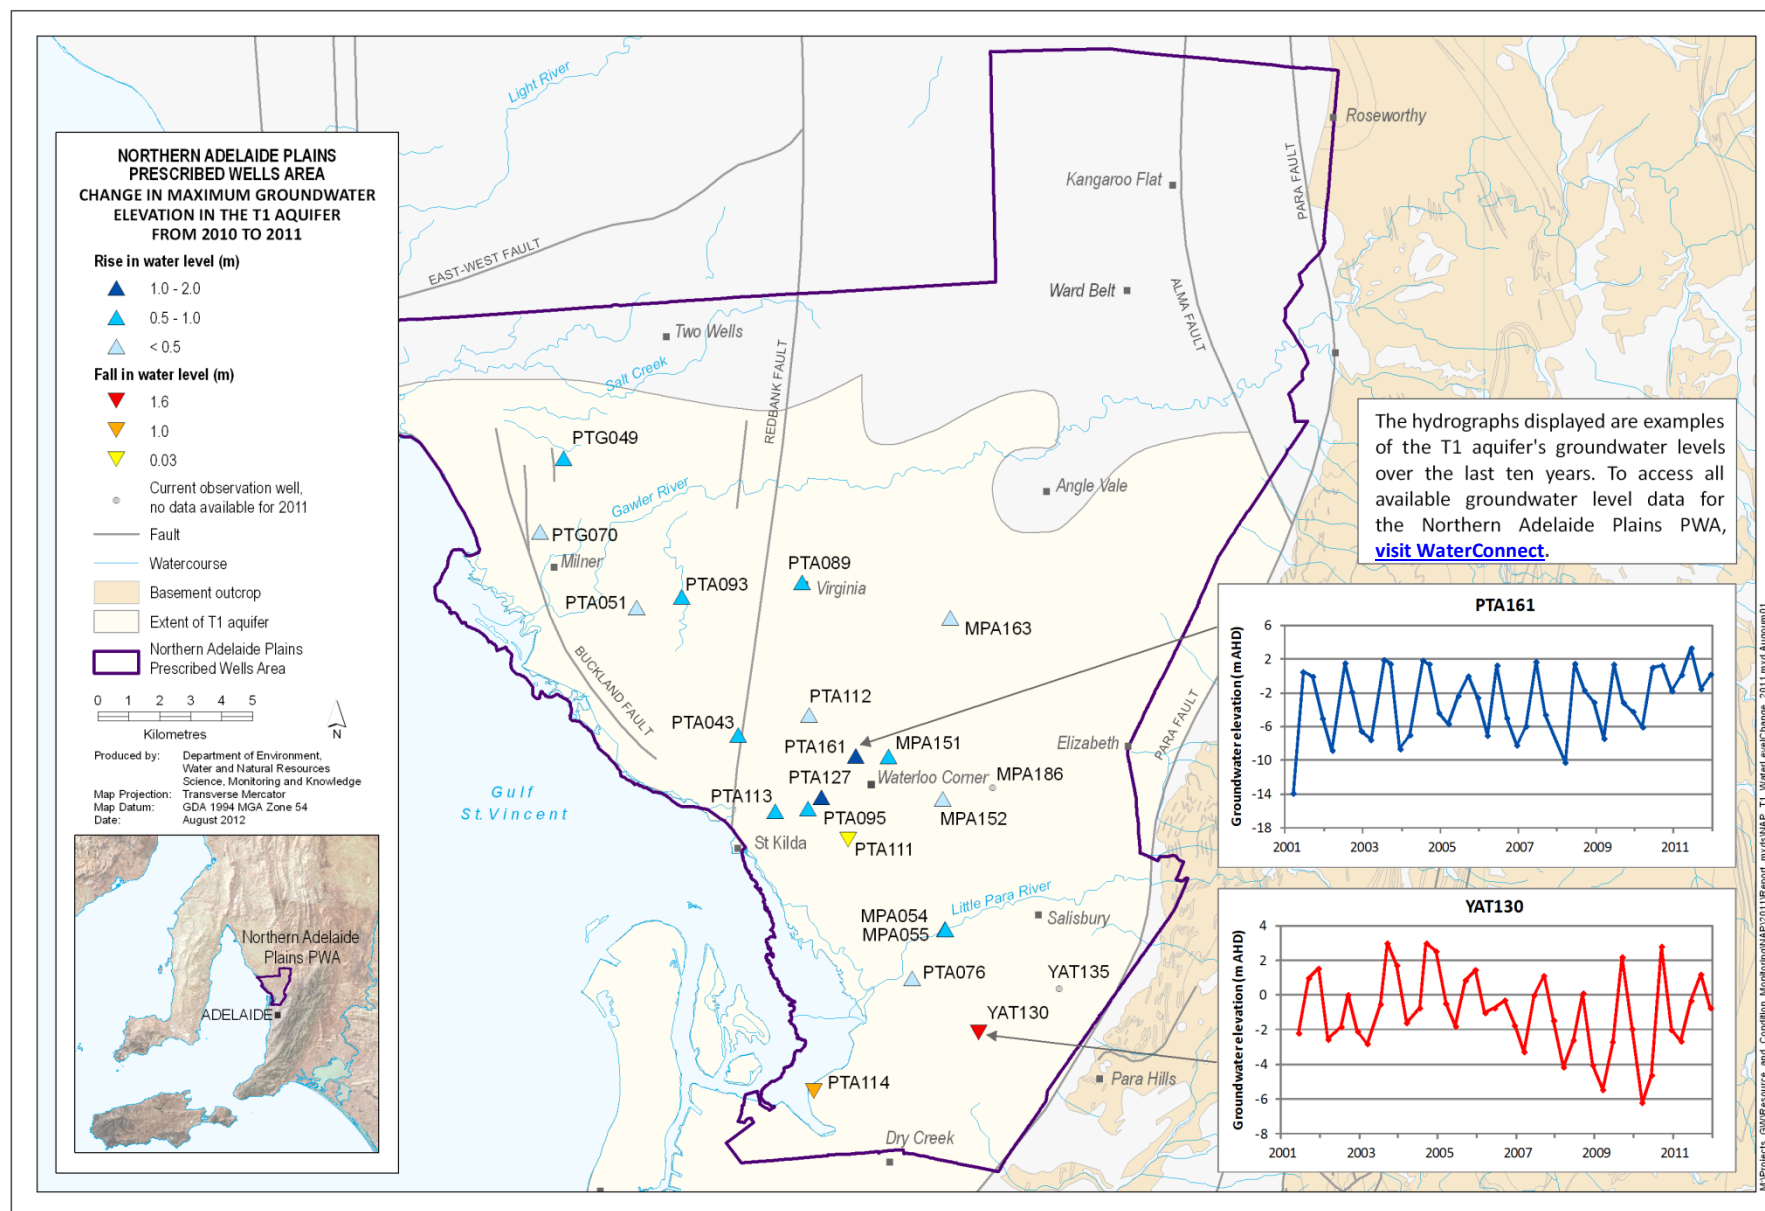 NORTHERN ADELAIDE PLAINS
PRESCRIBED WELLS AREA
CHANGE IN MAXIMUM GROUNDWATER
ELEVATION IN THE T1 AQUIFER
FROM 2010 TO 2011
Rise in water level (m)
1.0 - 2.0
0.5 - 1.0
< 0.5
Fall in water level (m)
1.6
1.0
0.03
Current observation well,
no data available for 2011
Fault
Watercourse
Basement outcrop
Extent of T1 aquifer
Northern Adelaide Plains
Prescribed Wells Area
0 1 2 3 4 5
Kilometres
N
Produced by: Department of Environment,
Water and Natural Resources
Science, Monitoring and Knowledge
Map Projection: Transverse Mercator
Map Datum: GDA 1994 MGA Zone 54
Date: August 2012
Northern Adelaide
Plains PWA
ADELAIDE
Light River
EAST-WEST FAULT
Two Wells
Salt Creek
REDBANK FAULT
Roseworthy
Kangaroo Flat
PARA FAULT
Ward Belt
ALMA FAULT
PTG049
Gawler River
Angle Vale
PTG070
Milner
PTA089
Virginia
PTA093
PTA051
MPA163
BUCKLAND FAULT
PTA112
PTA043
PTA161
MPA151
Elizabeth
PARA FAULT
PTA127
Waterloo Corner
MPA186
PTA113
PTA095
MPA152
Gulf
St. Vincent
St Kilda
PTA111
Little Para River
MPA054
MPA055
Salisbury
PTA076
YAT135
YAT130
PTA114
Para Hills
Dry Creek
The hydrographs displayed are examples
of the T1 aquifer's groundwater levels
over the last ten years. To access all
available groundwater level data for
the Northern Adelaide Plains PWA,
visit WaterConnect.
PTA161
Groundwater elevation (m AHD)
6
2
-2
-6
-10
-14
-18
2001 2003 2005 2007 2009 2011
YAT130
Groundwater elevation (m AHD)
4
2
0
-2
-4
-6
-8
2001 2003 2005 2007 2009 2011